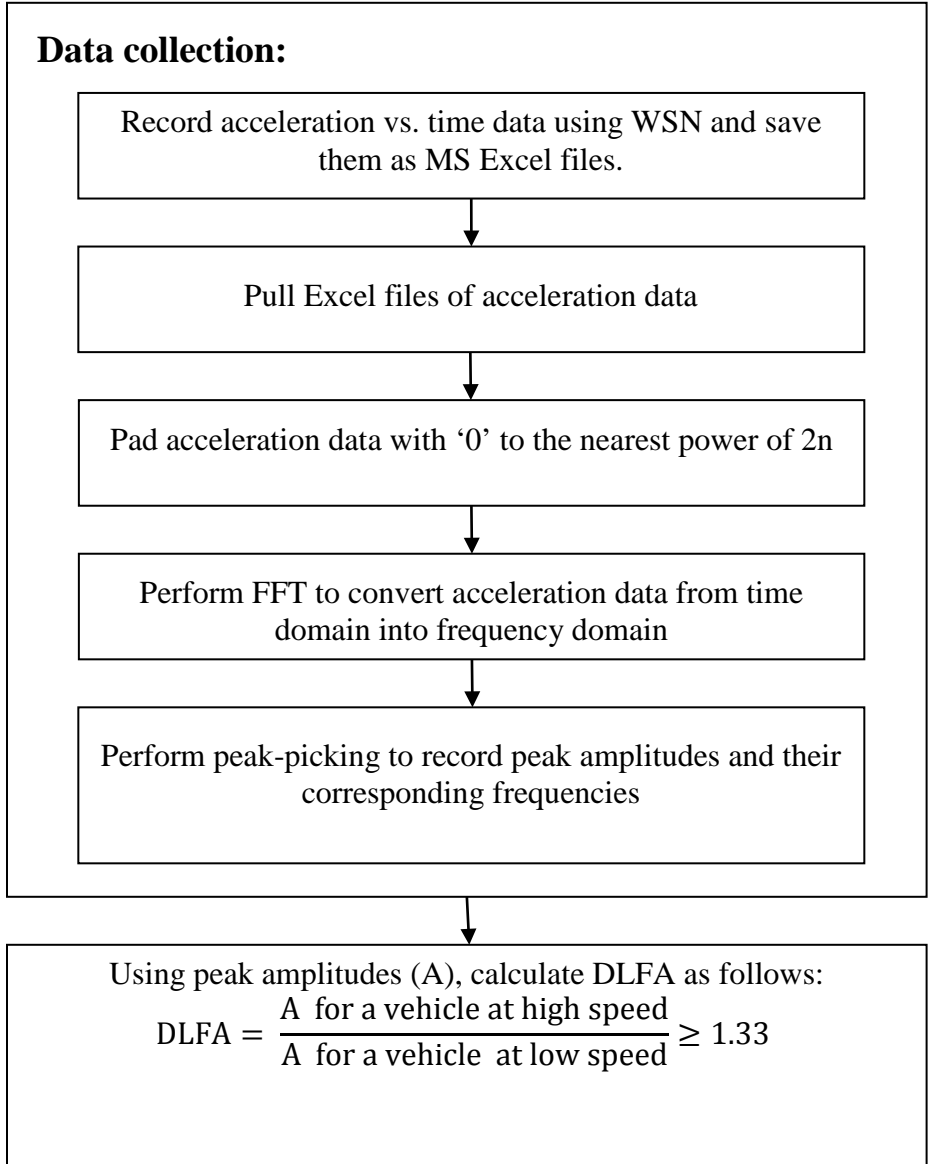 Data collection:
Record acceleration vs. time data using WSN and save
them as MS Excel files.
Pull Excel files of acceleration data
Pad acceleration data with ‘0’ to the nearest power of 2n
Perform FFT to convert acceleration data from time
domain into frequency domain
Perform peak-picking to record peak amplitudes and their
corresponding frequencies
Using peak amplitudes (A), calculate DLFA as follows:
DLFA = A for a vehicle at high speed / A for a vehicle at low speed ≥ 1.33